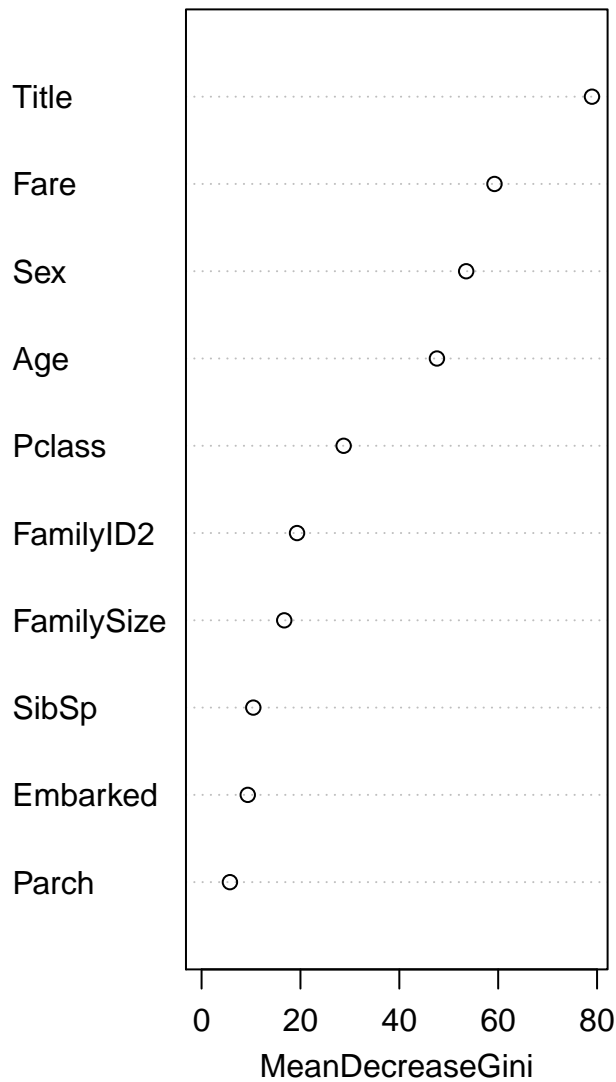 Title
Fare
Sex
Age
Pclass
FamilyID2
FamilySize
SibSp
Embarked
Parch
0 20 40 60 80
MeanDecreaseGini